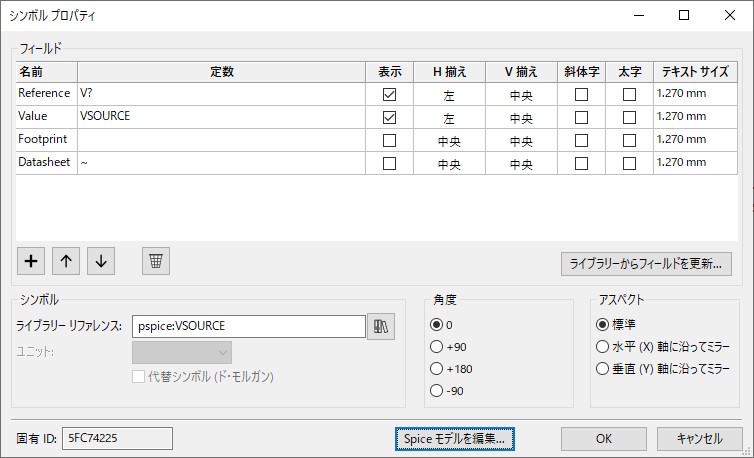 シンボル プロパティ
フィールド
名前 定数 表示 H 揃え V 揃え 斜体字 太字 テキスト サイズ
Reference V? 左 中央 1.270 mm
Value VSOURCE 左 中央 1.270 mm
Footprint 中央 中央 1.270 mm
Datasheet ~ 中央 中央 1.270 mm
ライブラリーからフィールドを更新...
シンボル
ライブラリー リファレンス: pspice:VSOURCE
ユニット:
代替シンボル (ド・モルガン)
角度
0
+90
+180
-90
アスペクト
標準
水平 (X) 軸に沿ってミラー
垂直 (Y) 軸に沿ってミラー
固有 ID: 5FC74225
Spice モデルを編集...
OK
キャンセル